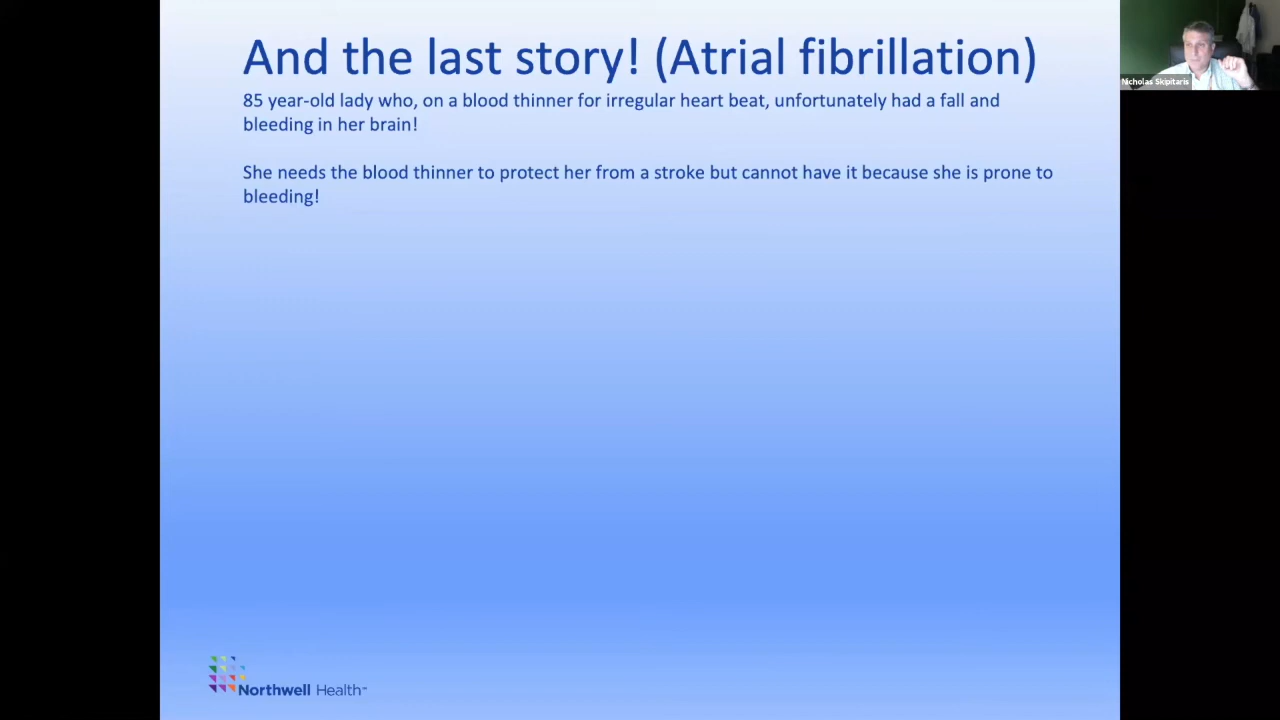 And the last story! (Atrial fibrillation)
85 year-old lady who, on a blood thinner for irregular heart beat, unfortunately had a fall and
bleeding in her brain!
She needs the blood thinner to protect her from a stroke but cannot have it because she is prone to
bleeding!
Nicholas Skipitaris
Northwell Health™